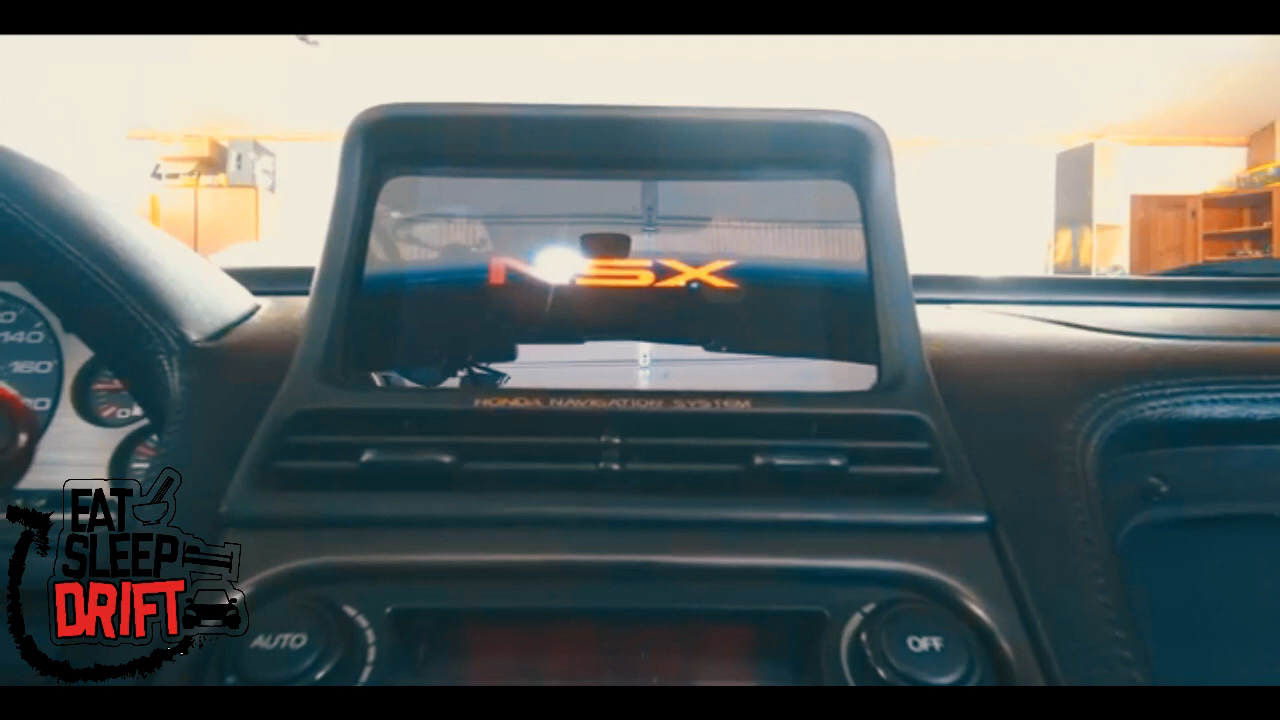 NSX
HONDA NAVIGATION SYSTEM
140
160
EAT
SLEEP
DRIFT
AUTO
OFF